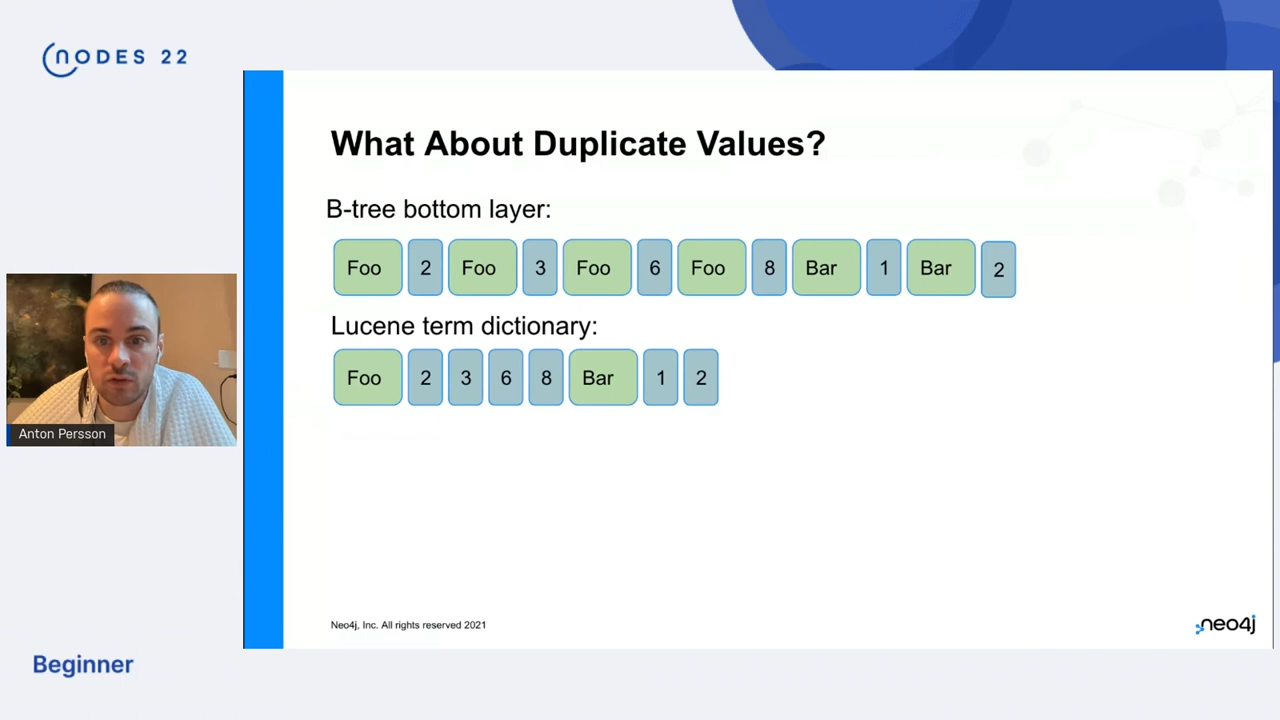 NODES 22
What About Duplicate Values?
B-tree bottom layer:
Foo 2 Foo 3 Foo 6 Foo 8 Bar 1 Bar 2
Lucene term dictionary:
Foo 2 3 6 8 Bar 1 2
Anton Persson
Neo4j, Inc. All rights reserved 2021
neo4j
Beginner